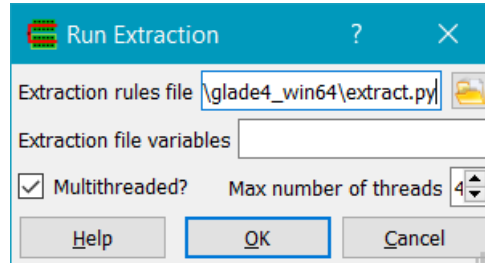 Run Extraction ? ×
Extraction rules file \glade4_win64\extract.py
Extraction file variables
Multithreaded? Max number of threads 4
Help OK Cancel